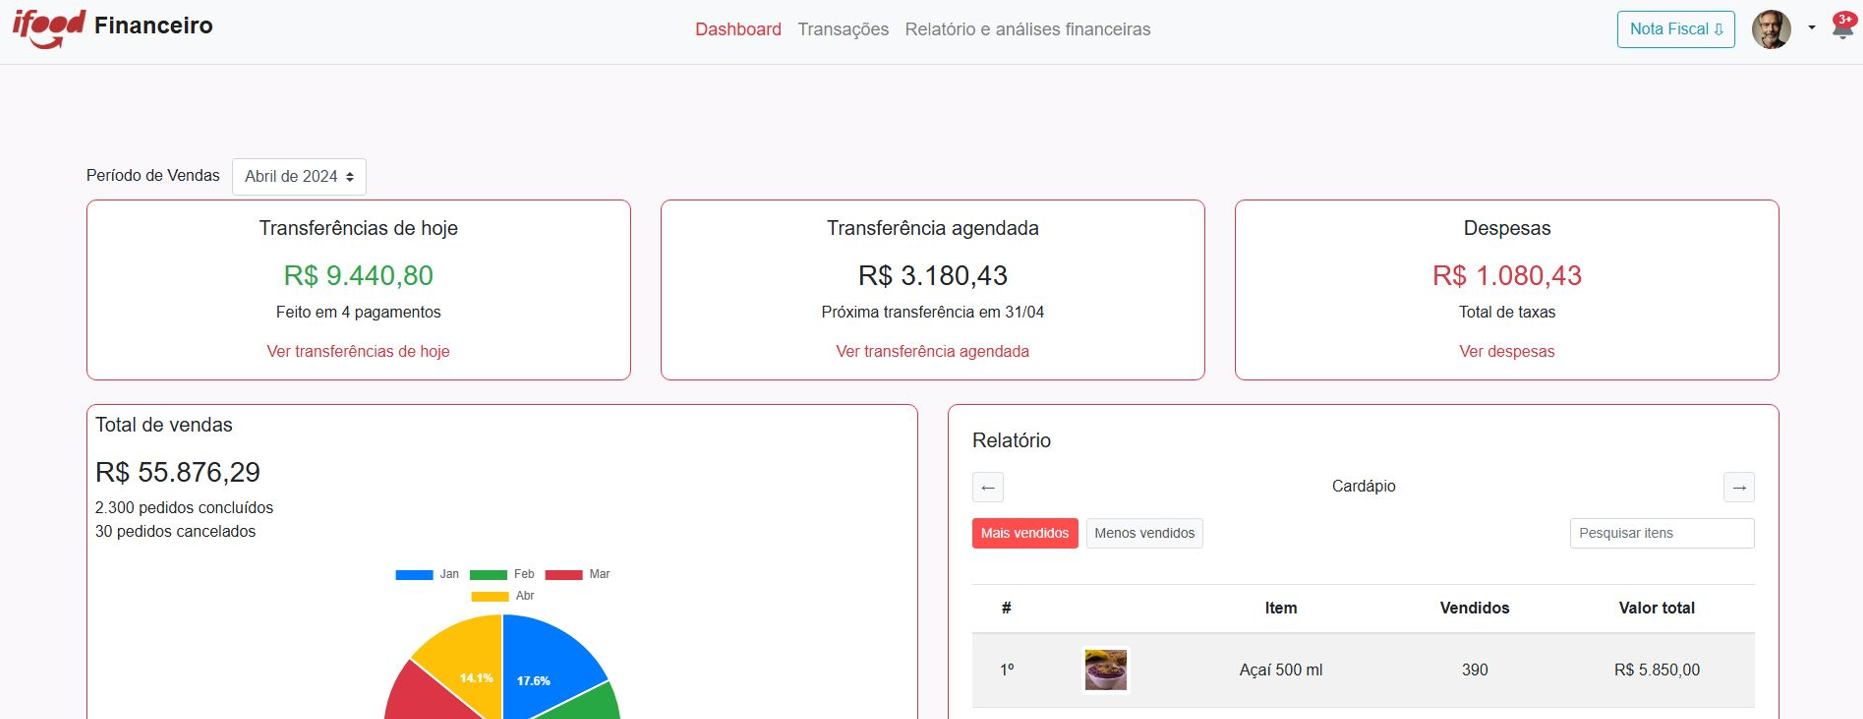 ifood Financeiro
Dashboard Transações Relatório e análises financeiras
Nota Fiscal ⇩
3+
Período de Vendas Abril de 2024
Transferências de hoje
R$ 9.440,80
Feito em 4 pagamentos
Ver transferências de hoje
Transferência agendada
R$ 3.180,43
Próxima transferência em 31/04
Ver transferência agendada
Despesas
R$ 1.080,43
Total de taxas
Ver despesas
Total de vendas
R$ 55.876,29
2.300 pedidos concluídos
30 pedidos cancelados
Jan Feb Mar
Abr
14.1% 17.6%
Relatório
← Cardápio →
Mais vendidos Menos vendidos Pesquisar itens
# Item Vendidos Valor total
1º Açaí 500 ml 390 R$ 5.850,00